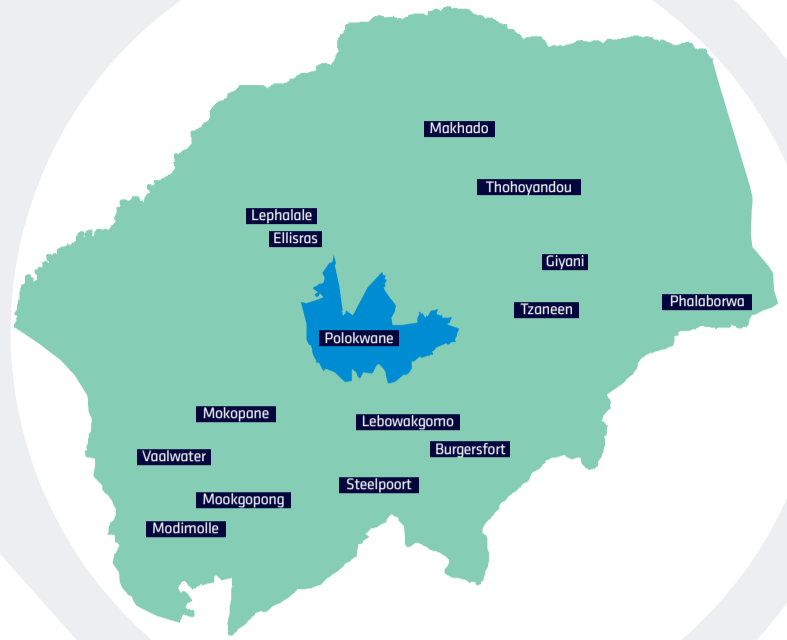 Makhado
Thohoyandou
Lephalale
Ellisras
Giyani
Phalaborwa
Tzaneen
Polokwane
Mokopane
Lebowakgomo
Burgersfort
Vaalwater
Steelpoort
Mookgopong
Modimolle